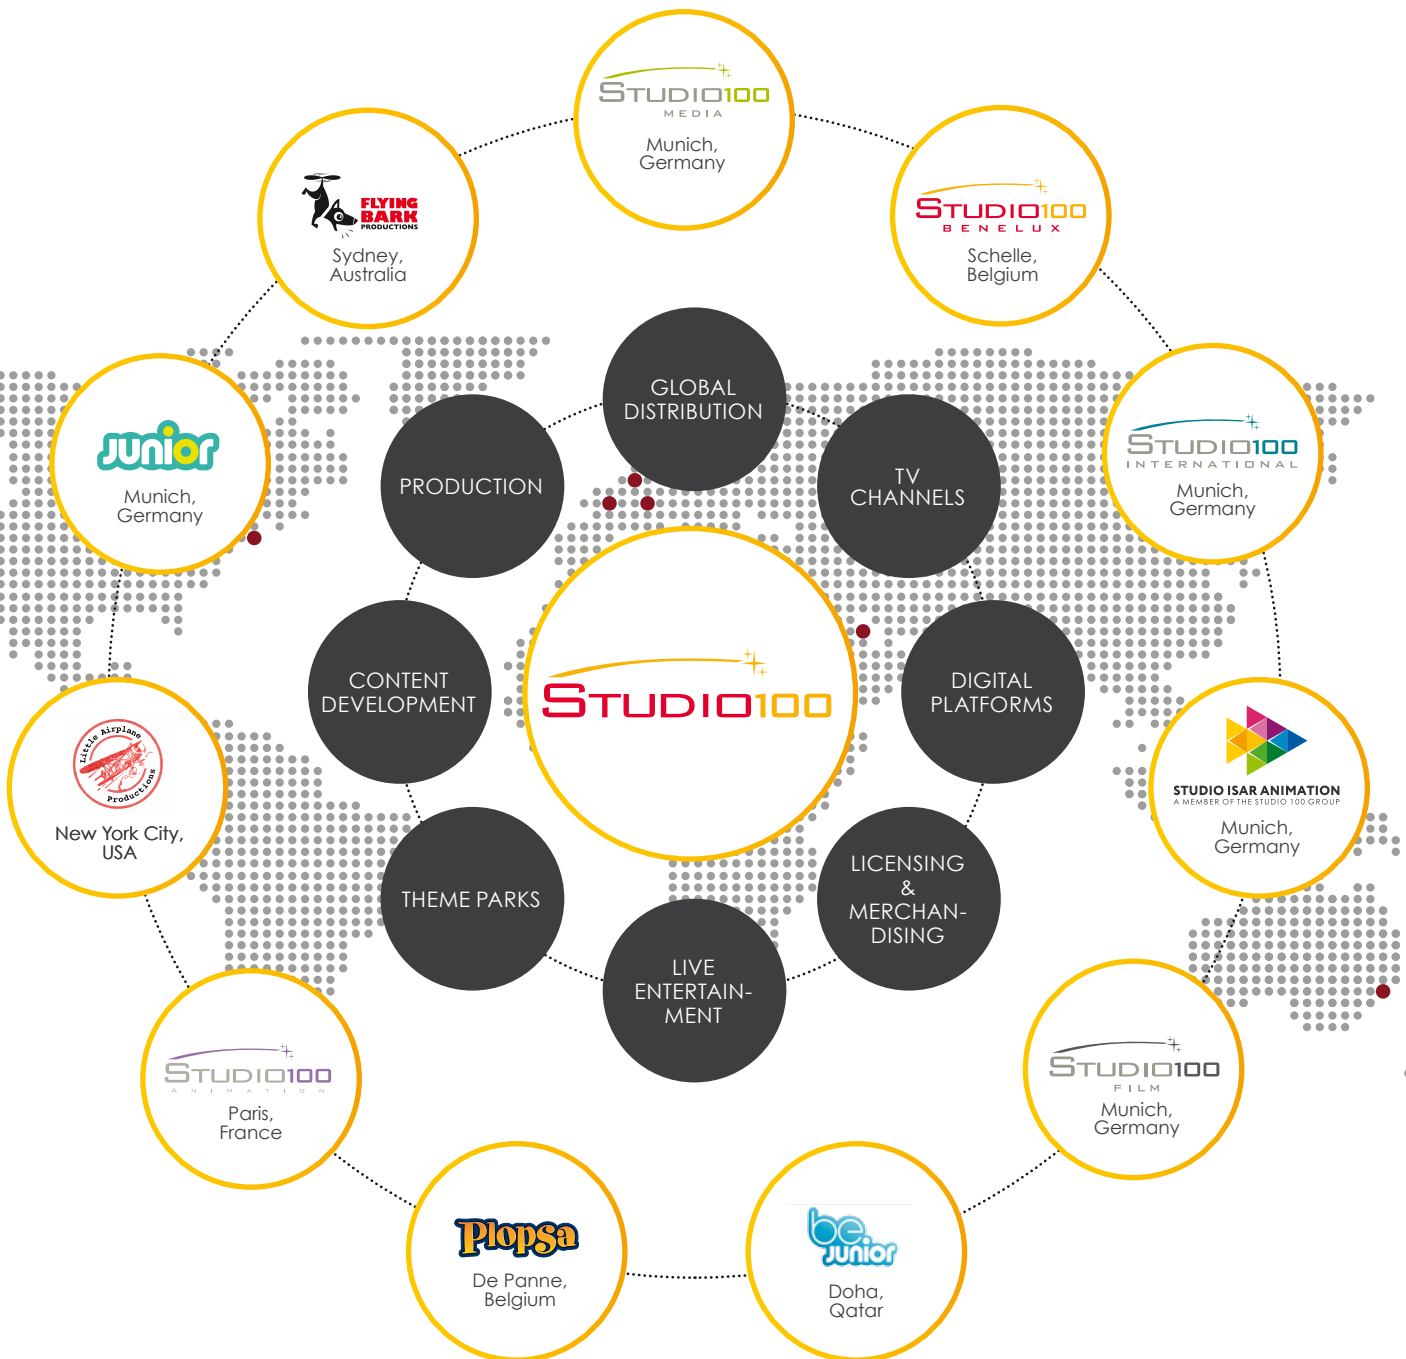 STUDIO100
MEDIA
Munich,
Germany
FLYING
BARK
PRODUCTIONS
Sydney,
Australia
STUDIO100
BENELUX
Schelle,
Belgium
JUNIOR
Munich,
Germany
STUDIO100
INTERNATIONAL
Munich,
Germany
GLOBAL
DISTRIBUTION
PRODUCTION
TV
CHANNELS
CONTENT
DEVELOPMENT
STUDIO100
DIGITAL
PLATFORMS
Little Airplane
Productions
New York City,
USA
STUDIO ISAR ANIMATION
A MEMBER OF THE STUDIO 100 GROUP
Munich,
Germany
THEME PARKS
LICENSING
&
MERCHAN-
DISING
LIVE
ENTERTAIN-
MENT
STUDIO100
ANIMATION
Paris,
France
STUDIO100
FILM
Munich,
Germany
Plopsa
De Panne,
Belgium
be
JUNIOR
Doha,
Qatar